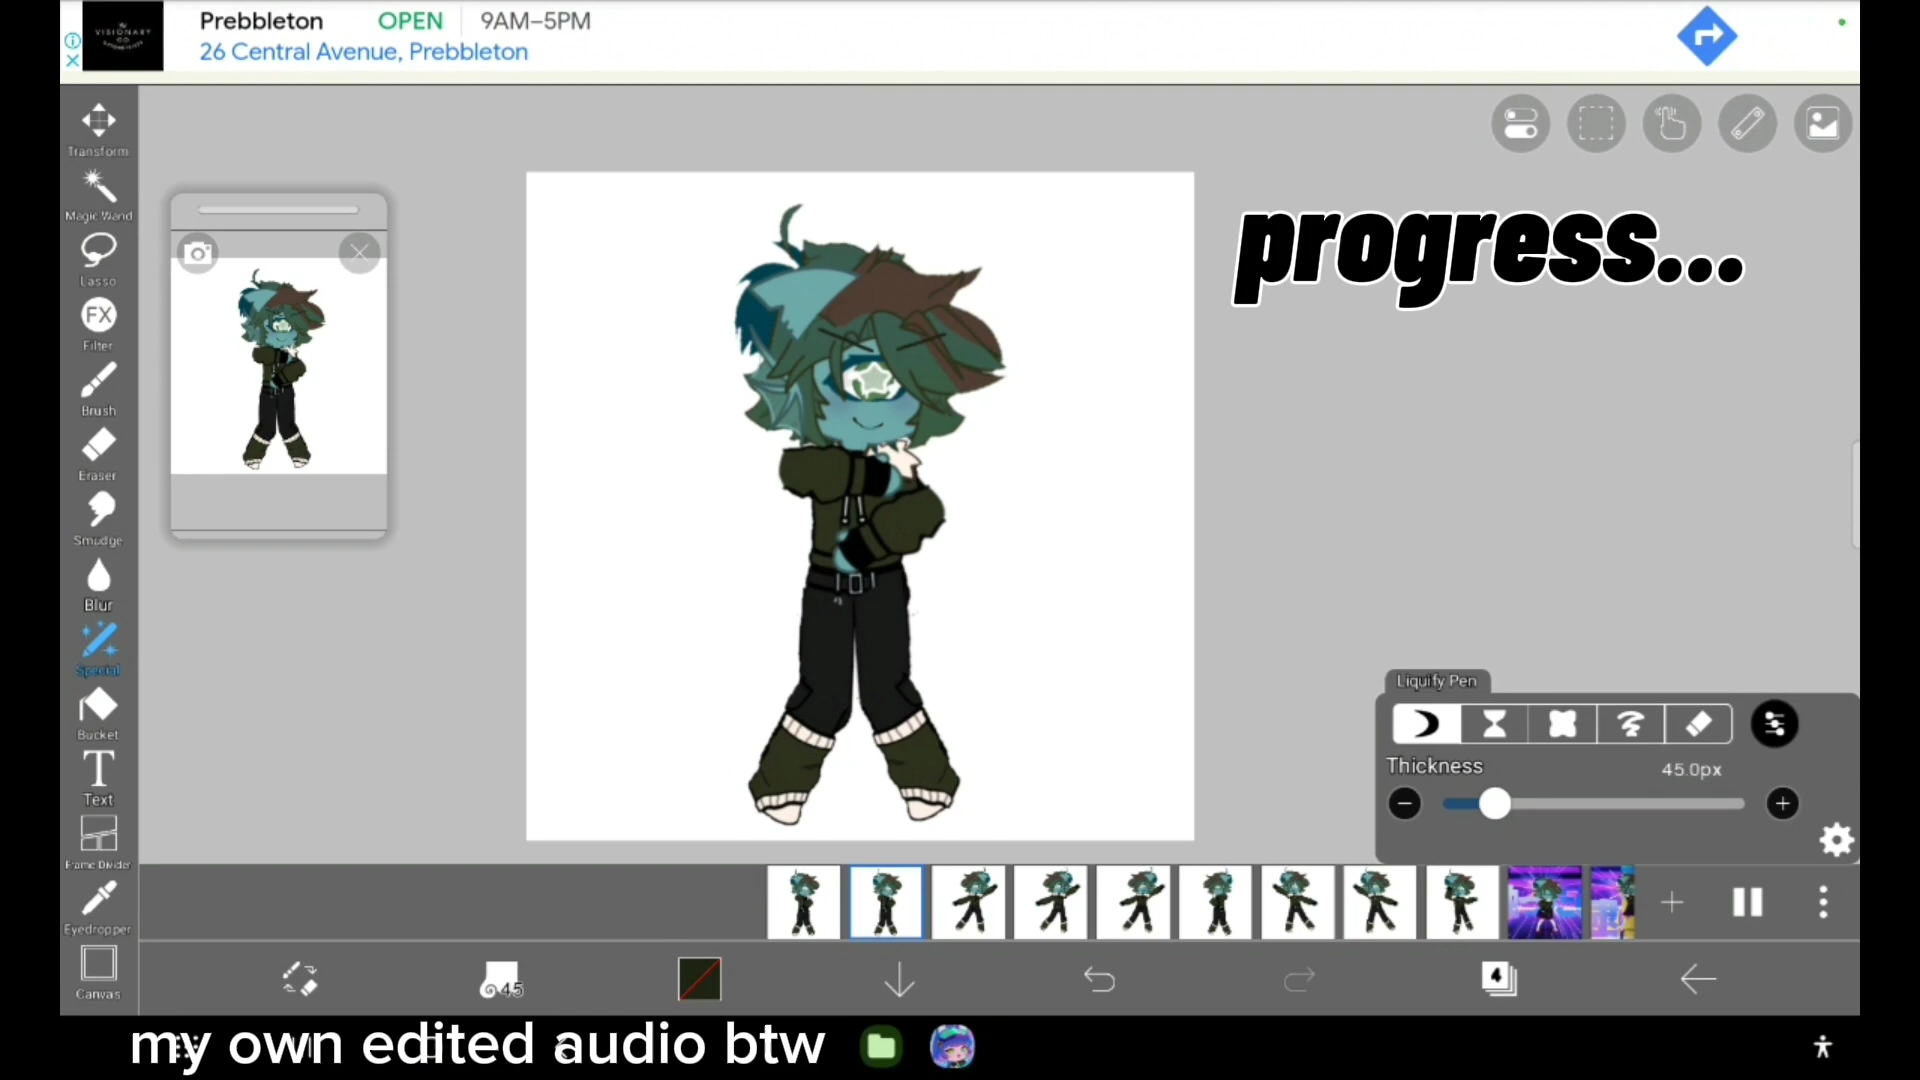 VISIONARY
CO
Prebbleton OPEN 9AM–5PM
26 Central Avenue, Prebbleton
Transform
Magic Wand
Lasso
FX
Filter
Brush
Eraser
Smudge
Blur
Special
Bucket
T
Text
Frame Divider
Eyedropper
Canvas
progress...
Liquify Pen
Thickness 45.0px
45
4
my own edited audio btw